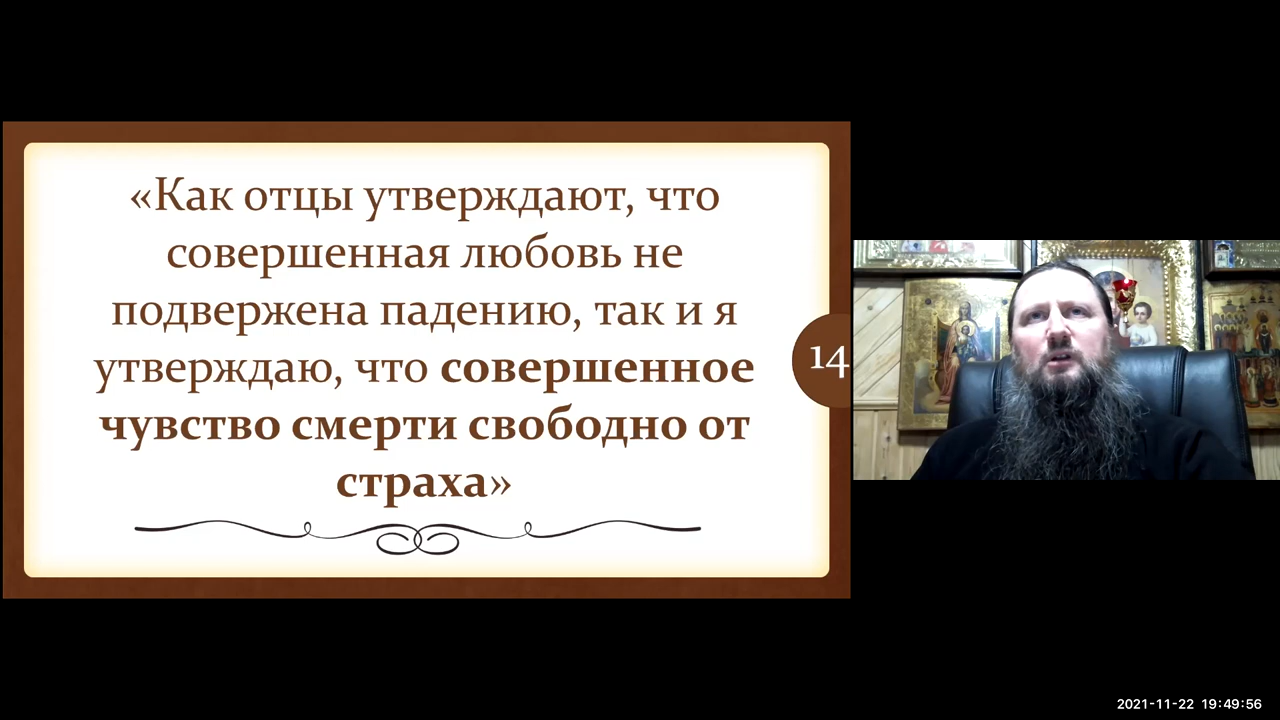 «Как отцы утверждают, что
совершенная любовь не
подвержена падению, так и я
утверждаю, что совершенное
чувство смерти свободно от
страха»
14
2021-11-22 19:49:56